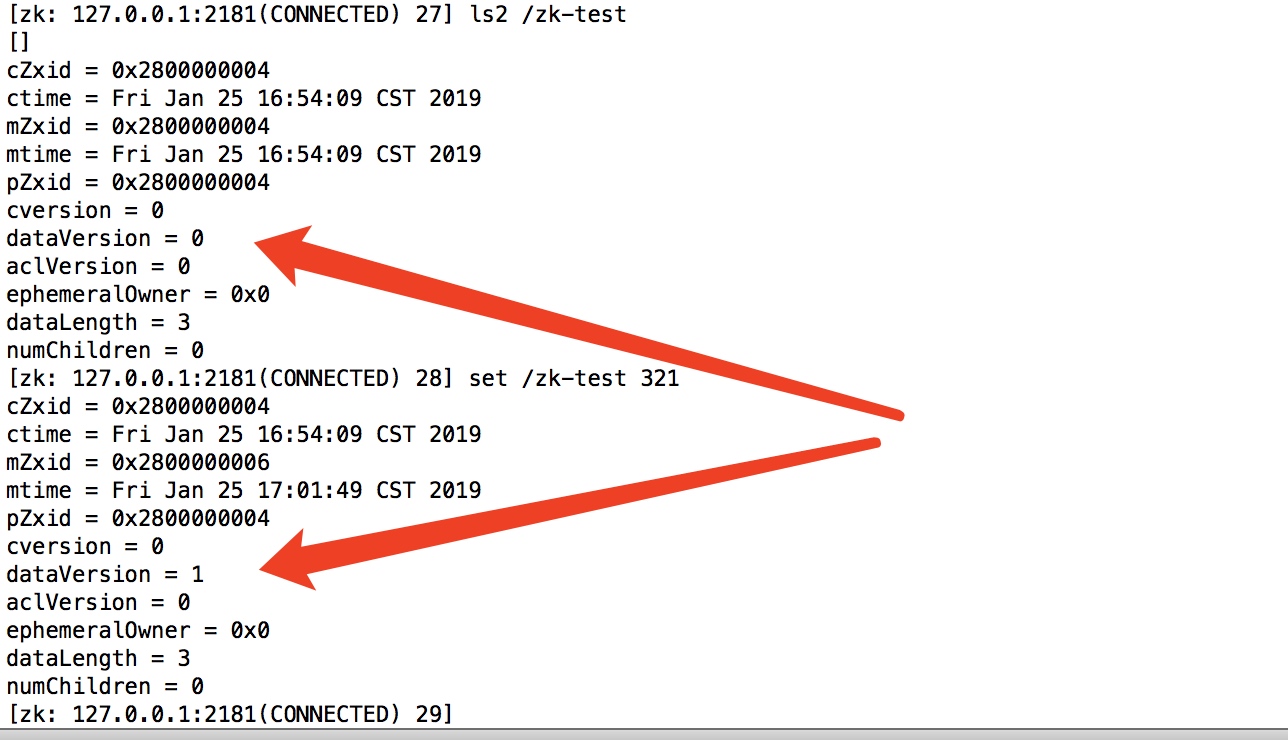 [zk: 127.0.0.1:2181(CONNECTED) 27] ls2 /zk-test
[]
cZxid = 0x2800000004
ctime = Fri Jan 25 16:54:09 CST 2019
mZxid = 0x2800000004
mtime = Fri Jan 25 16:54:09 CST 2019
pZxid = 0x2800000004
cversion = 0
dataVersion = 0
aclVersion = 0
ephemeralOwner = 0x0
dataLength = 3
numChildren = 0
[zk: 127.0.0.1:2181(CONNECTED) 28] set /zk-test 321
cZxid = 0x2800000004
ctime = Fri Jan 25 16:54:09 CST 2019
mZxid = 0x2800000006
mtime = Fri Jan 25 17:01:49 CST 2019
pZxid = 0x2800000004
cversion = 0
dataVersion = 1
aclVersion = 0
ephemeralOwner = 0x0
dataLength = 3
numChildren = 0
[zk: 127.0.0.1:2181(CONNECTED) 29]